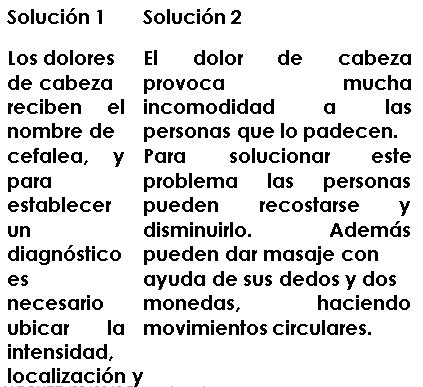 Solución 1
Los dolores
de cabeza
reciben el
nombre de
cefalea, y
para
establecer
un
diagnóstico
es
necesario
ubicar la
intensidad,
localización y
Solución 2
El dolor de cabeza
provoca mucha
incomodidad a las
personas que lo padecen.
Para solucionar este
problema las personas
pueden recostarse y
disminuirlo. Además
pueden dar masaje con
ayuda de sus dedos y dos
monedas, haciendo
movimientos circulares.